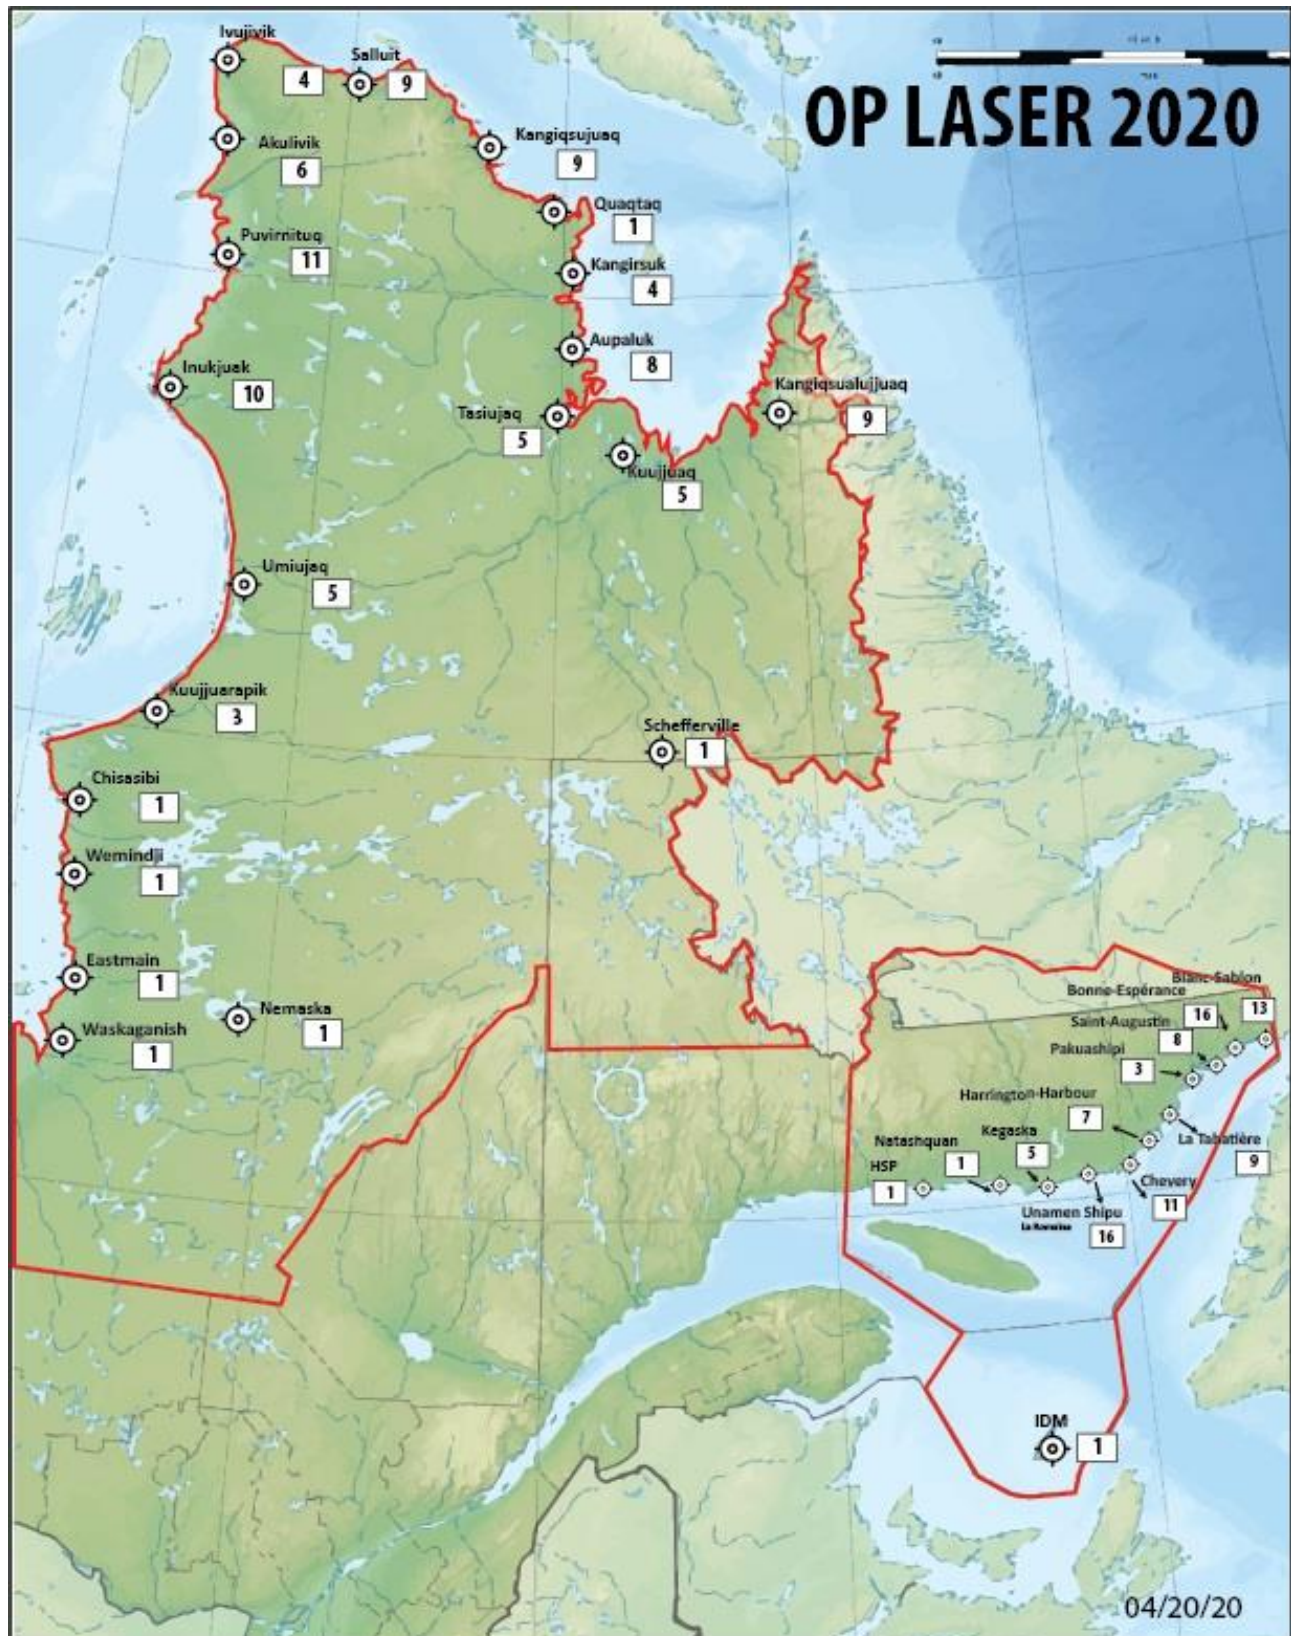 Ivujivik
4
Salluit
9
OP LASER 2020
Akulivik
6
Kangiqsujuaq
9
Quaqtaq
1
Puvirnituq
11
Kangirsuk
4
Aupaluk
8
Inukjuak
10
Tasiujaq
5
Kangiqsualujjuaq
9
Kuujjuaq
5
Umiujaq
5
Kuujjuarapik
3
Schefferville
1
Chisasibi
1
Wemindji
1
Eastmain
1
Nemaska
1
Waskaganish
1
Blanc-Sablon
13
Bonne-Espérance
16
Saint-Augustin
8
Pakuashipi
3
Harrington-Harbour
7
La Tabatière
9
Kegaska
5
Natashquan
1
HSP
1
Chevery
11
Unamen Shipu
La Romaine
16
IDM
1
04/20/20